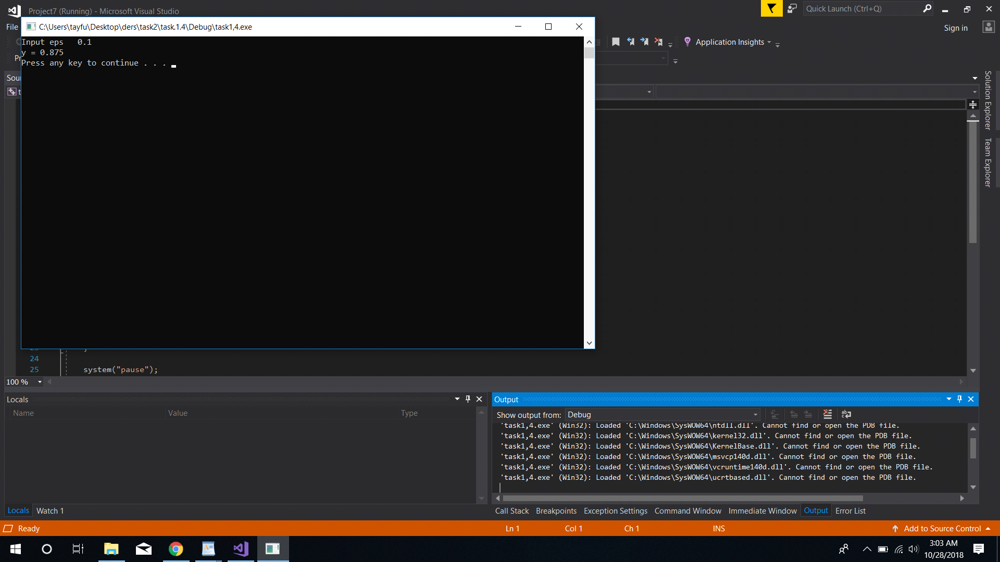 Project7 (Running) - Microsoft Visual Studio
Quick Launch (Ctrl+Q)
File
C:\Users\tayfu\Desktop\ders\task2\task.1.4\Debug\task1,4.exe
Sign in
Input eps   0.1
y = 0.875
Press any key to continue . . .
Application Insights
Solution Explorer
Team Explorer
24
25 system("pause");
100 %
Locals
Name Value Type
Locals Watch 1
Output
Show output from: Debug
'task1,4.exe' (Win32): Loaded 'C:\Windows\SysWOW64\ntdll.dll'. Cannot find or open the PDB file.
'task1,4.exe' (Win32): Loaded 'C:\Windows\SysWOW64\kernel32.dll'. Cannot find or open the PDB file.
'task1,4.exe' (Win32): Loaded 'C:\Windows\SysWOW64\KernelBase.dll'. Cannot find or open the PDB file.
'task1,4.exe' (Win32): Loaded 'C:\Windows\SysWOW64\msvcp140d.dll'. Cannot find or open the PDB file.
'task1,4.exe' (Win32): Loaded 'C:\Windows\SysWOW64\vcruntime140d.dll'. Cannot find or open the PDB file.
'task1,4.exe' (Win32): Loaded 'C:\Windows\SysWOW64\ucrtbased.dll'. Cannot find or open the PDB file.
Call Stack Breakpoints Exception Settings Command Window Immediate Window Output Error List
Ready Ln 1 Col 1 Ch 1 INS Add to Source Control
3:03 AM
10/28/2018